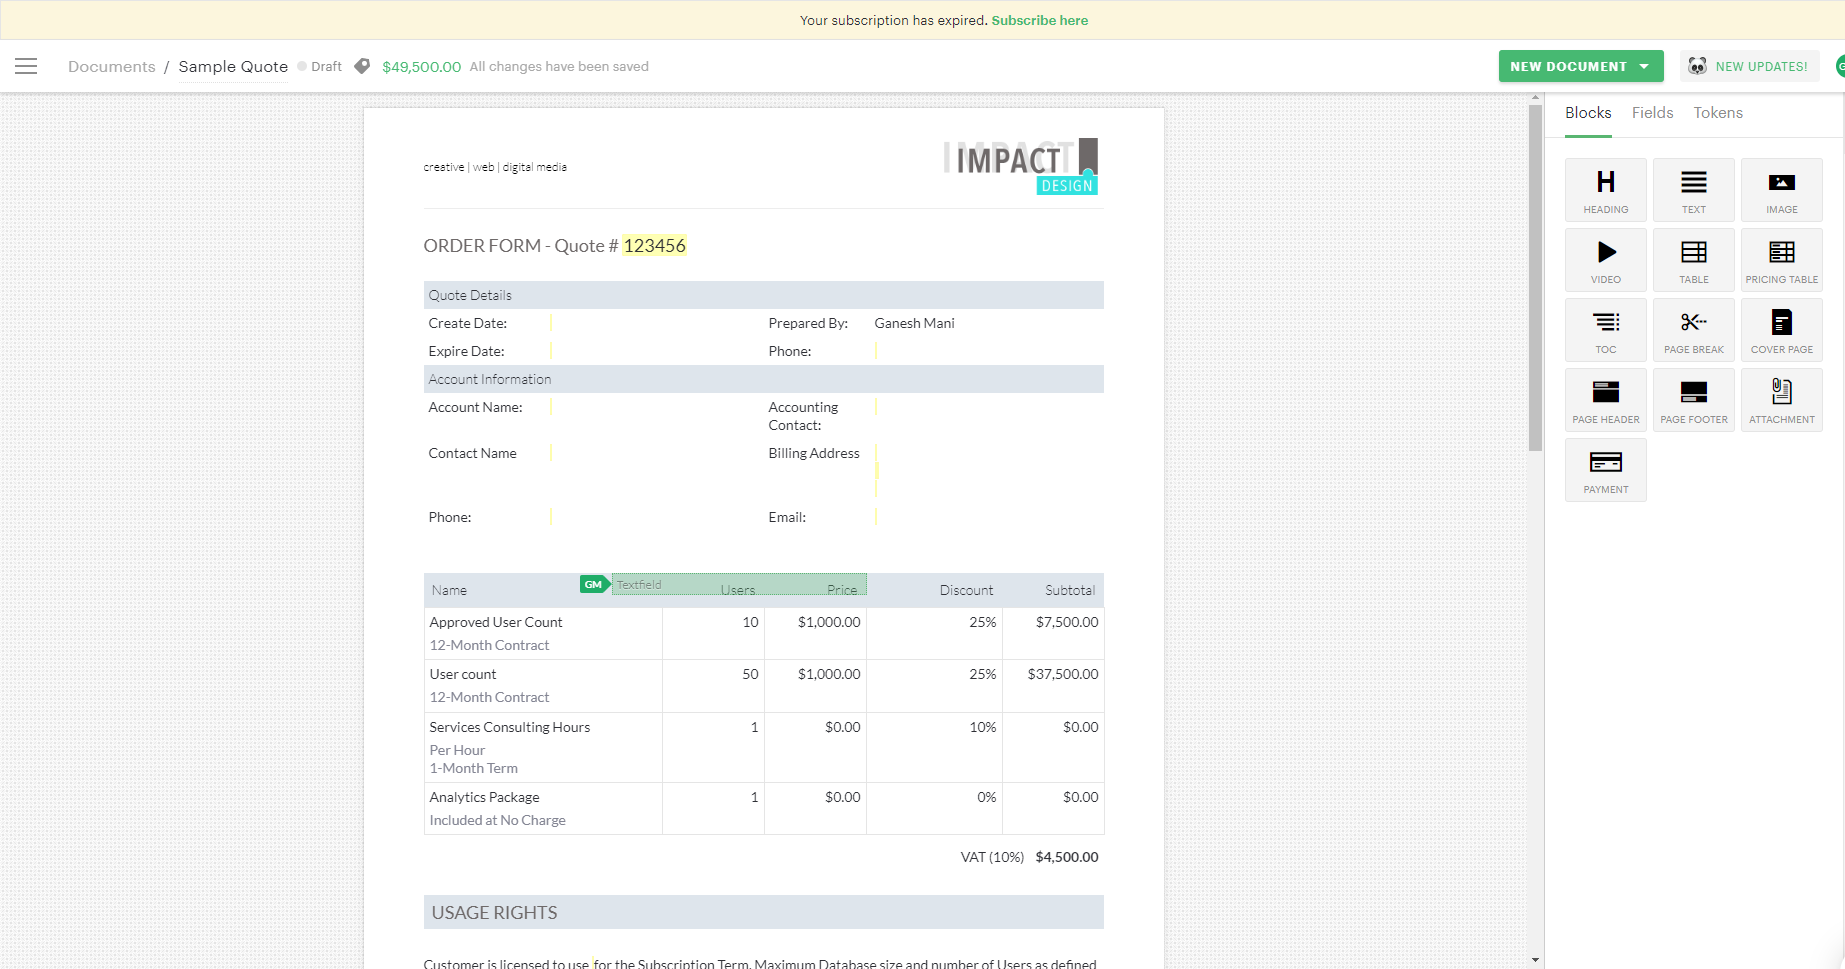 Your subscription has expired. Subscribe here
Documents / Sample Quote Draft $49,500.00 All changes have been saved
NEW DOCUMENT
NEW UPDATES!
G
Blocks Fields Tokens
HEADING TEXT IMAGE
VIDEO TABLE PRICING TABLE
TOC PAGE BREAK COVER PAGE
PAGE HEADER PAGE FOOTER ATTACHMENT
PAYMENT
creative | web | digital media
IMPACT
DESIGN
ORDER FORM - Quote # 123456
Quote Details
Create Date: Prepared By: Ganesh Mani
Expire Date: Phone:
Account Information
Account Name: Accounting Contact:
Contact Name Billing Address
Phone: Email:
GM Textfield
Name Users Price Discount Subtotal
Approved User Count 10 $1,000.00 25% $7,500.00
12-Month Contract
User count 50 $1,000.00 25% $37,500.00
12-Month Contract
Services Consulting Hours 1 $0.00 10% $0.00
Per Hour
1-Month Term
Analytics Package 1 $0.00 0% $0.00
Included at No Charge
VAT (10%) $4,500.00
USAGE RIGHTS
Customer is licensed to use for the Subscription Term. Maximum Database size and number of Users as defined